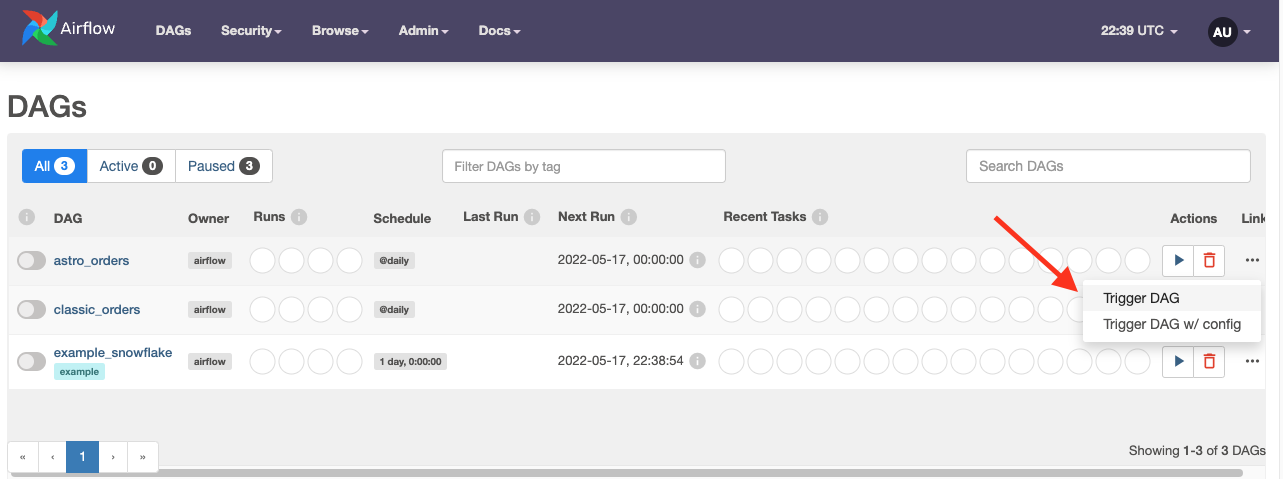 Airflow DAGs Security Browse Admin Docs 22:39 UTC AU
DAGs
All 3 Active 0 Paused 3 Filter DAGs by tag Search DAGs
i DAG Owner Runs i Schedule Last Run i Next Run i Recent Tasks i Actions Link
astro_orders airflow @daily 2022-05-17, 00:00:00 i ...
Trigger DAG
classic_orders airflow @daily 2022-05-17, 00:00:00 i
Trigger DAG w/ config
example_snowflake airflow 1 day, 0:00:00 2022-05-17, 22:38:54 i ...
example
« ‹ 1 › » Showing 1-3 of 3 DAGs